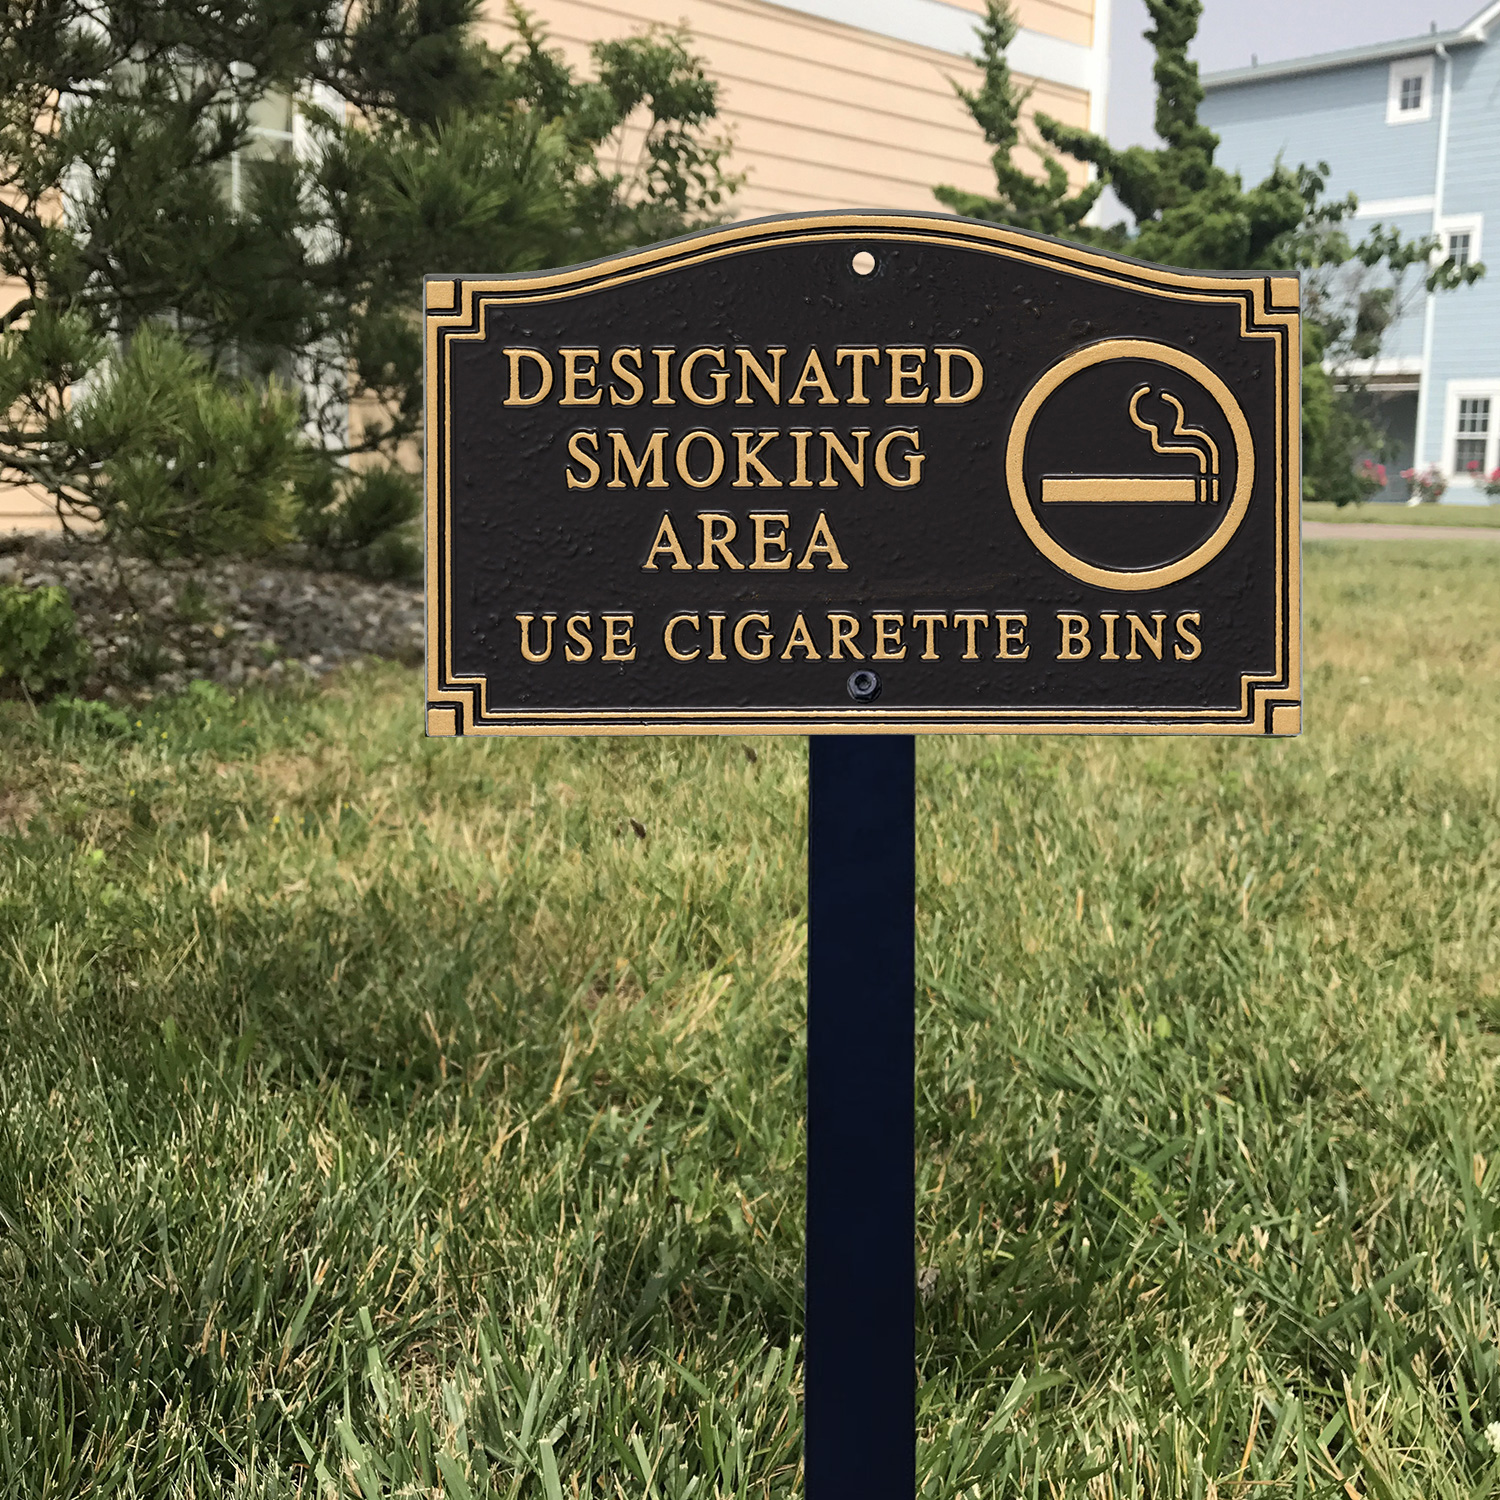 DESIGNATED
SMOKING
AREA
USE CIGARETTE BINS